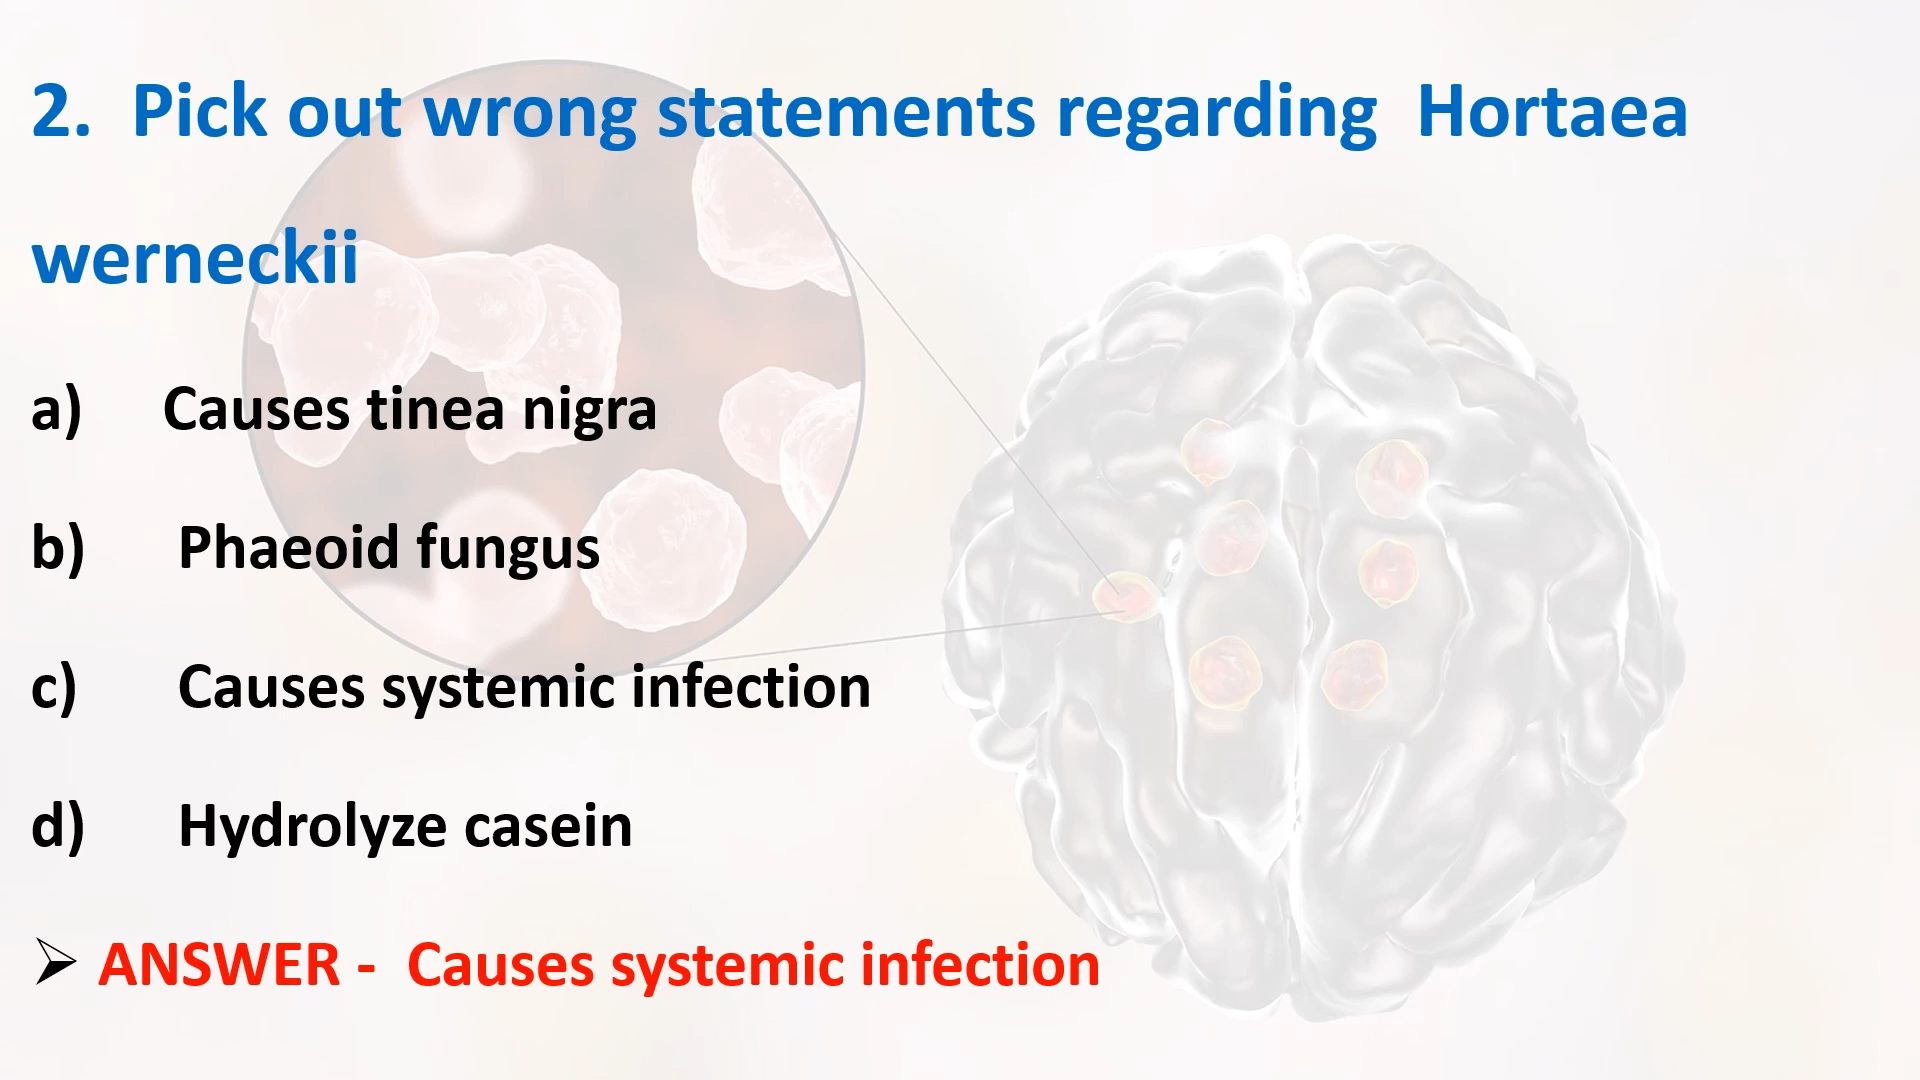 2. Pick out wrong statements regarding Hortaea
werneckii
a) Causes tinea nigra
b) Phaeoid fungus
c) Causes systemic infection
d) Hydrolyze casein
➢ ANSWER - Causes systemic infection